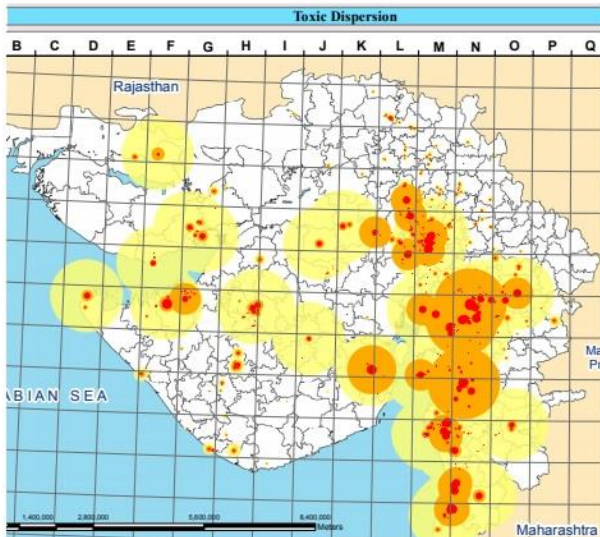 Toxic Dispersion
B C D E F G H I J K L M N O P Q
Rajasthan
Ma
P
ABIAN SEA
1,400,000 2,800,000 5,600,000 8,400,000
Meters
Maharashtra